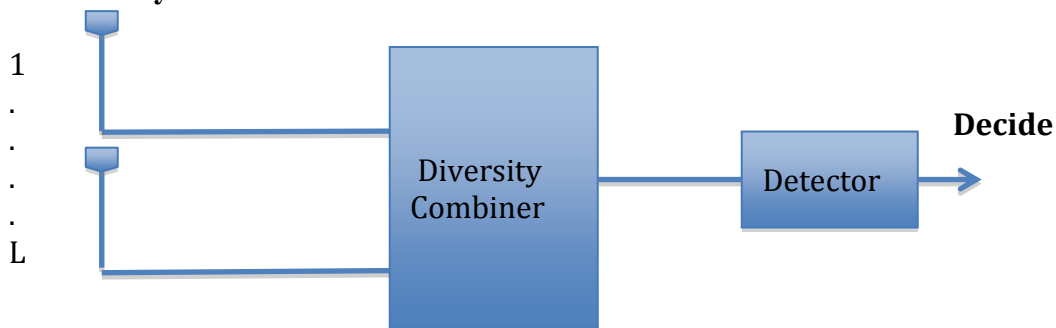 1
.
.
.
.
L
Diversity
Combiner
Detector
Decide